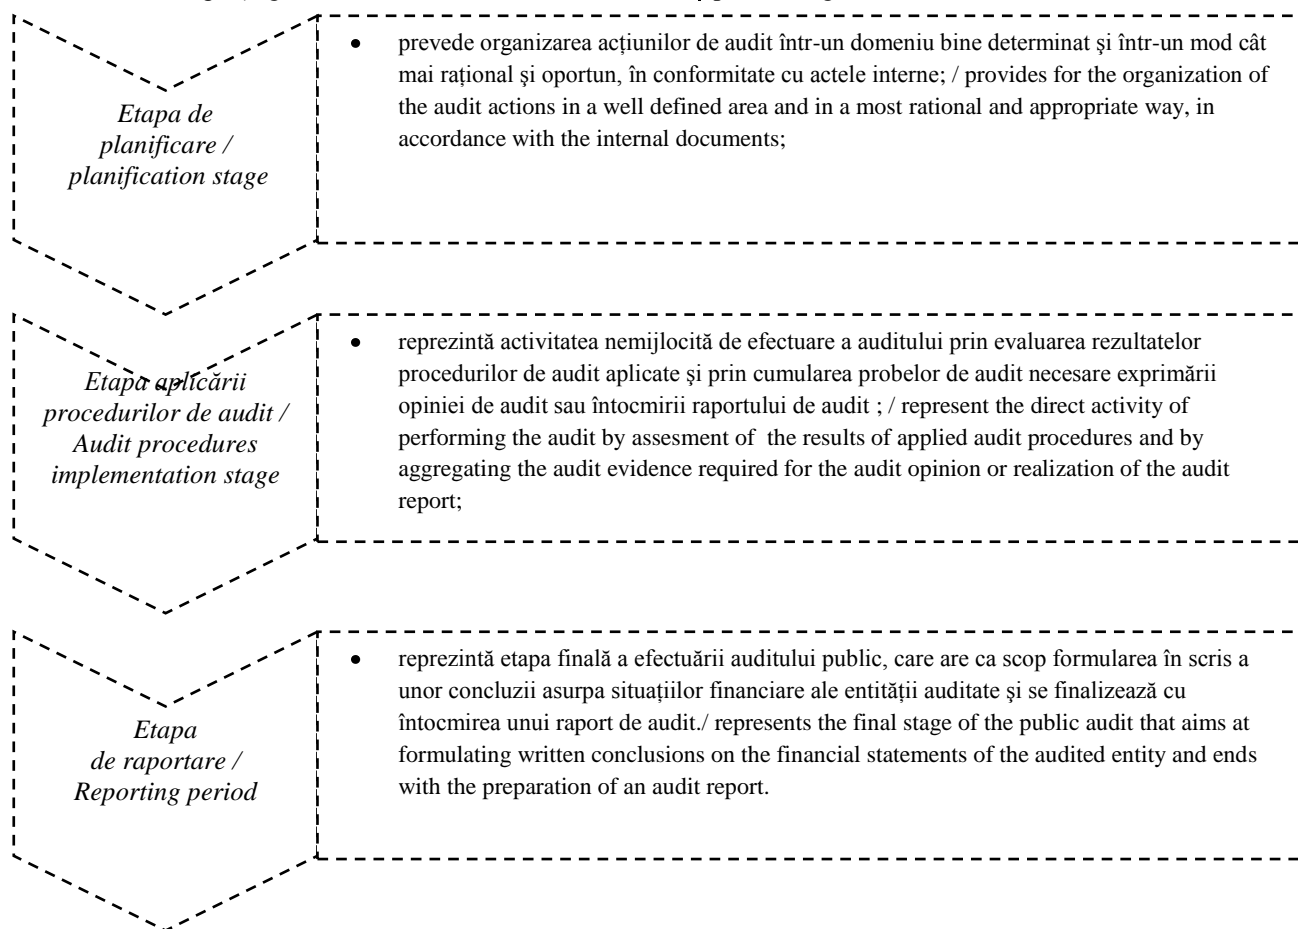 Etapa de
planificare /
planification stage
prevede organizarea acțiunilor de audit într-un domeniu bine determinat şi într-un mod cât
mai rațional şi oportun, în conformitate cu actele interne; / provides for the organization of
the audit actions in a well defined area and in a most rational and appropriate way, in
accordance with the internal documents;
Etapa aplicării
procedurilor de audit /
Audit procedures
implementation stage
reprezintă activitatea nemijlocită de efectuare a auditului prin evaluarea rezultatelor
procedurilor de audit aplicate şi prin cumularea probelor de audit necesare exprimării
opiniei de audit sau întocmirii raportului de audit ; / represent the direct activity of
performing the audit by assesment of the results of applied audit procedures and by
aggregating the audit evidence required for the audit opinion or realization of the audit
report;
Etapa
de raportare /
Reporting period
reprezintă etapa finală a efectuării auditului public, care are ca scop formularea în scris a
unor concluzii asurpa situațiilor financiare ale entității auditate şi se finalizează cu
întocmirea unui raport de audit./ represents the final stage of the public audit that aims at
formulating written conclusions on the financial statements of the audited entity and ends
with the preparation of an audit report.